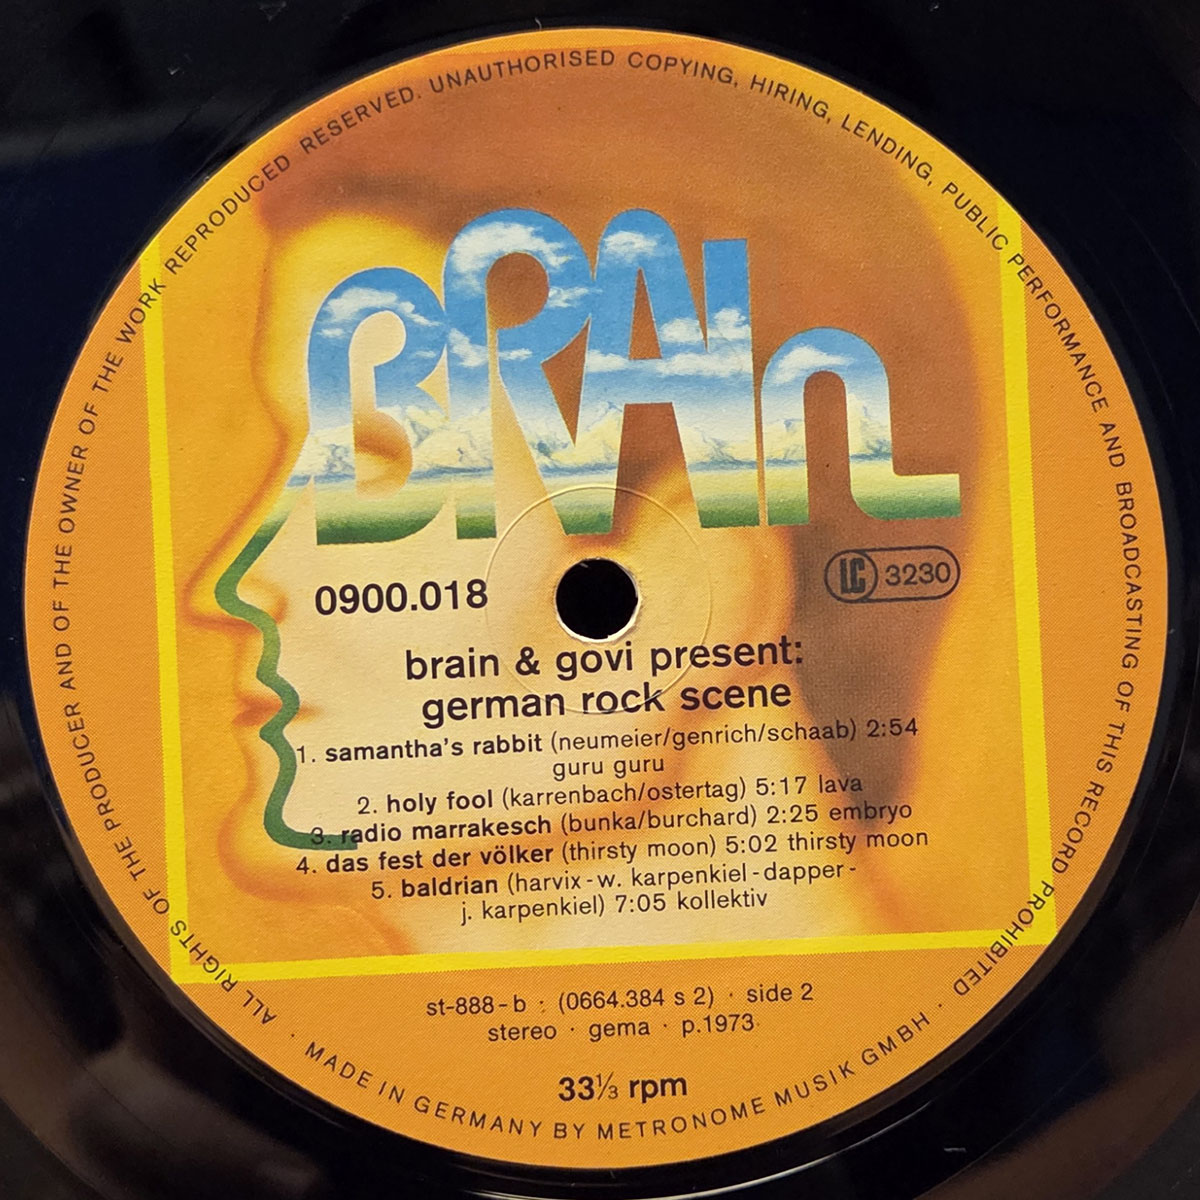 ALL RIGHTS OF THE PRODUCER AND OF THE OWNER OF THE WORK REPRODUCED RESERVED. UNAUTHORISED COPYING, HIRING, LENDING, PUBLIC PERFORMANCE AND BROADCASTING OF THIS RECORD PROHIBITED
BRAIn
LC 3230
0900.018
brain & govi present:
german rock scene
1. samantha's rabbit (neumeier/genrich/schaab) 2:54
guru guru
2. holy fool (karrenbach/ostertag) 5:17 lava
3. radio marrakesch (bunka/burchard) 2:25 embryo
4. das fest der völker (thirsty moon) 5:02 thirsty moon
5. baldrian (harvix-w. karpenkiel-dapper-
j. karpenkiel) 7:05 kollektiv
st-888-b : (0664.384 s 2) · side 2
stereo · gema · p.1973
33⅓ rpm
· MADE IN GERMANY BY METRONOME MUSIK GMBH ·